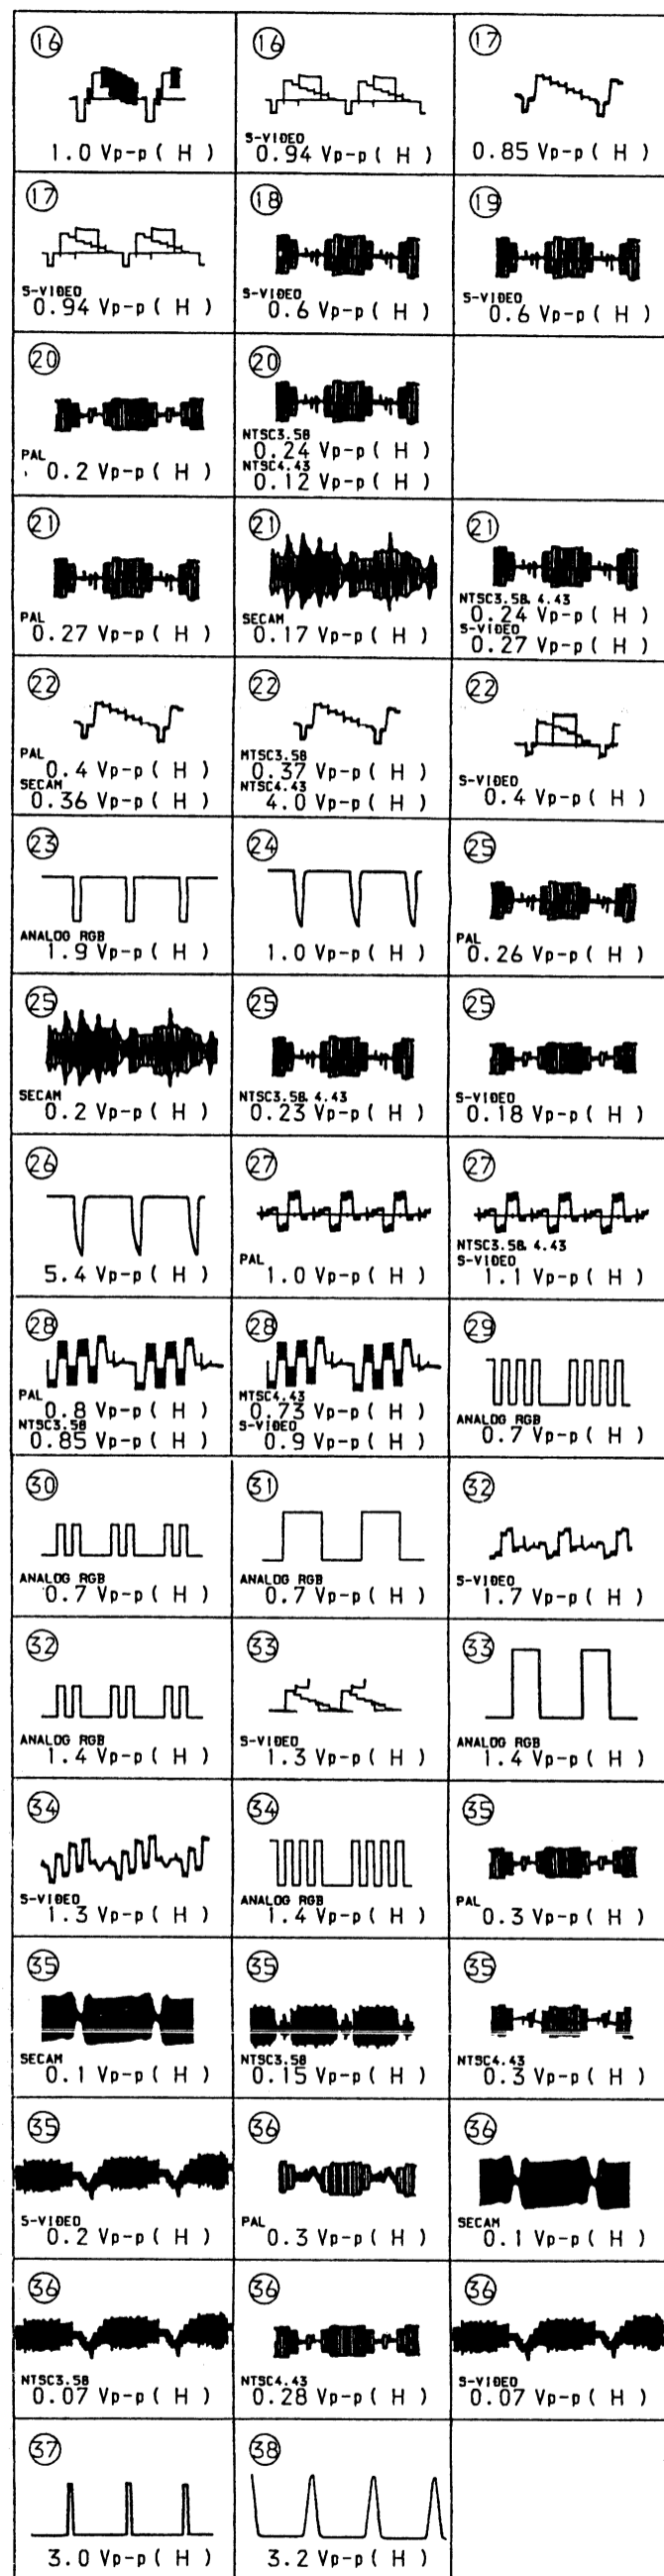 16
1.0 Vp-p ( H )
16
S-VIDEO
0.94 Vp-p ( H )
17
0.85 Vp-p ( H )
17
S-VIDEO
0.94 Vp-p ( H )
18
S-VIDEO
0.6 Vp-p ( H )
19
S-VIDEO
0.6 Vp-p ( H )
20
PAL
0.2 Vp-p ( H )
20
NTSC3.58
0.24 Vp-p ( H )
NTSC4.43
0.12 Vp-p ( H )
21
PAL
0.27 Vp-p ( H )
21
SECAM
0.17 Vp-p ( H )
21
NTSC3.58, 4.43
0.24 Vp-p ( H )
S-VIDEO
0.27 Vp-p ( H )
22
PAL
0.4 Vp-p ( H )
SECAM
0.36 Vp-p ( H )
22
MTSC3.58
0.37 Vp-p ( H )
NTSC4.43
4.0 Vp-p ( H )
22
S-VIDEO
0.4 Vp-p ( H )
23
ANALOG RGB
1.9 Vp-p ( H )
24
1.0 Vp-p ( H )
25
PAL
0.26 Vp-p ( H )
25
SECAM
0.2 Vp-p ( H )
25
NTSC3.58, 4.43
0.23 Vp-p ( H )
25
S-VIDEO
0.18 Vp-p ( H )
26
5.4 Vp-p ( H )
27
PAL
1.0 Vp-p ( H )
27
NTSC3.58, 4.43
S-VIDEO
1.1 Vp-p ( H )
28
PAL
0.8 Vp-p ( H )
NTSC3.58
0.85 Vp-p ( H )
28
MTSC4.43
0.73 Vp-p ( H )
S-VIDEO
0.9 Vp-p ( H )
29
ANALOG RGB
0.7 Vp-p ( H )
30
ANALOG RGB
0.7 Vp-p ( H )
31
ANALOG RGB
0.7 Vp-p ( H )
32
S-VIDEO
1.7 Vp-p ( H )
32
ANALOG RGB
1.4 Vp-p ( H )
33
S-VIDEO
1.3 Vp-p ( H )
33
ANALOG RGB
1.4 Vp-p ( H )
34
S-VIDEO
1.3 Vp-p ( H )
34
ANALOG RGB
1.4 Vp-p ( H )
35
PAL
0.3 Vp-p ( H )
35
SECAM
0.1 Vp-p ( H )
35
NTSC3.58
0.15 Vp-p ( H )
35
NTSC4.43
0.3 Vp-p ( H )
35
S-VIDEO
0.2 Vp-p ( H )
36
PAL
0.3 Vp-p ( H )
36
SECAM
0.1 Vp-p ( H )
36
NTSC3.58
0.07 Vp-p ( H )
36
NTSC4.43
0.28 Vp-p ( H )
36
S-VIDEO
0.07 Vp-p ( H )
37
3.0 Vp-p ( H )
38
3.2 Vp-p ( H )